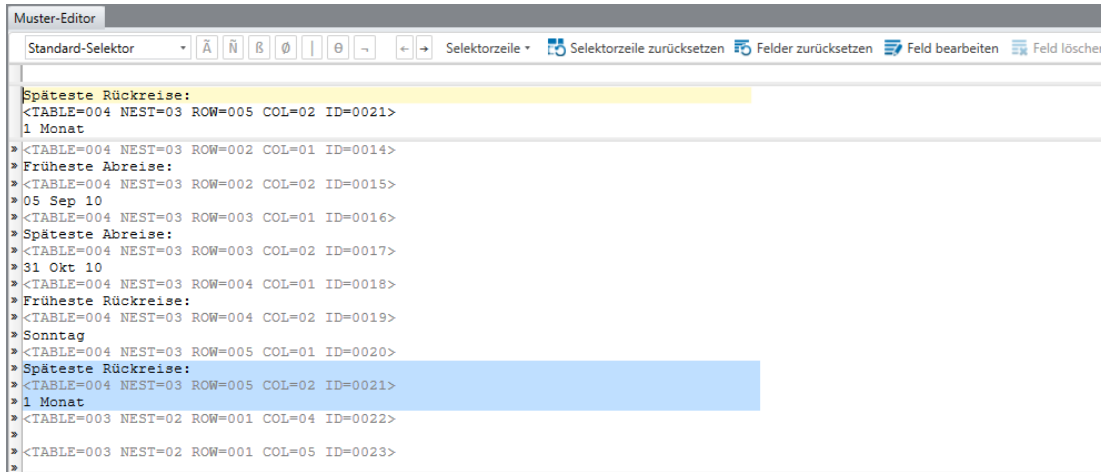 Muster-Editor
Standard-Selektor Ã Ñ ß Ø | θ ¬ ← → Selektorzeile Selektorzeile zurücksetzen Felder zurücksetzen Feld bearbeiten Feld löschen
Späteste Rückreise:
<TABLE=004 NEST=03 ROW=005 COL=02 ID=0021>
1 Monat
» <TABLE=004 NEST=03 ROW=002 COL=01 ID=0014>
» Früheste Abreise:
» <TABLE=004 NEST=03 ROW=002 COL=02 ID=0015>
» 05 Sep 10
» <TABLE=004 NEST=03 ROW=003 COL=01 ID=0016>
» Späteste Abreise:
» <TABLE=004 NEST=03 ROW=003 COL=02 ID=0017>
» 31 Okt 10
» <TABLE=004 NEST=03 ROW=004 COL=01 ID=0018>
» Früheste Rückreise:
» <TABLE=004 NEST=03 ROW=004 COL=02 ID=0019>
» Sonntag
» <TABLE=004 NEST=03 ROW=005 COL=01 ID=0020>
» Späteste Rückreise:
» <TABLE=004 NEST=03 ROW=005 COL=02 ID=0021>
» 1 Monat
» <TABLE=003 NEST=02 ROW=001 COL=04 ID=0022>
»
» <TABLE=003 NEST=02 ROW=001 COL=05 ID=0023>
»